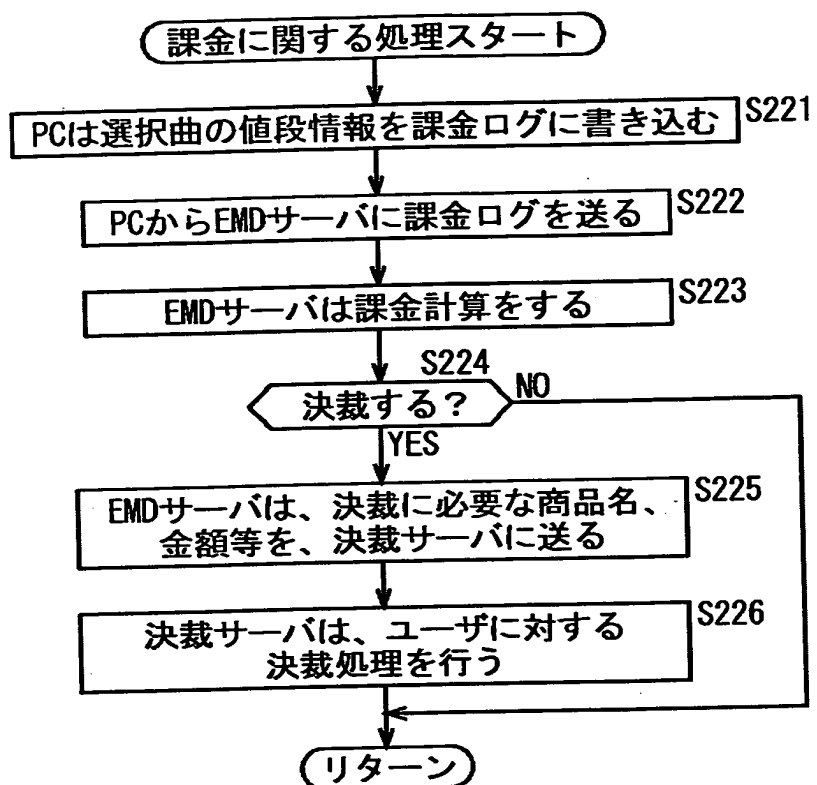 課金に関する処理スタート
PCは選択曲の値段情報を課金ログに書き込む
S221
PCからEMDサーバに課金ログを送る
S222
EMDサーバは課金計算をする
S223
S224
決裁する？
NO
YES
EMDサーバは、決裁に必要な商品名、
金額等を、決裁サーバに送る
S225
決裁サーバは、ユーザに対する
決裁処理を行う
S226
リターン